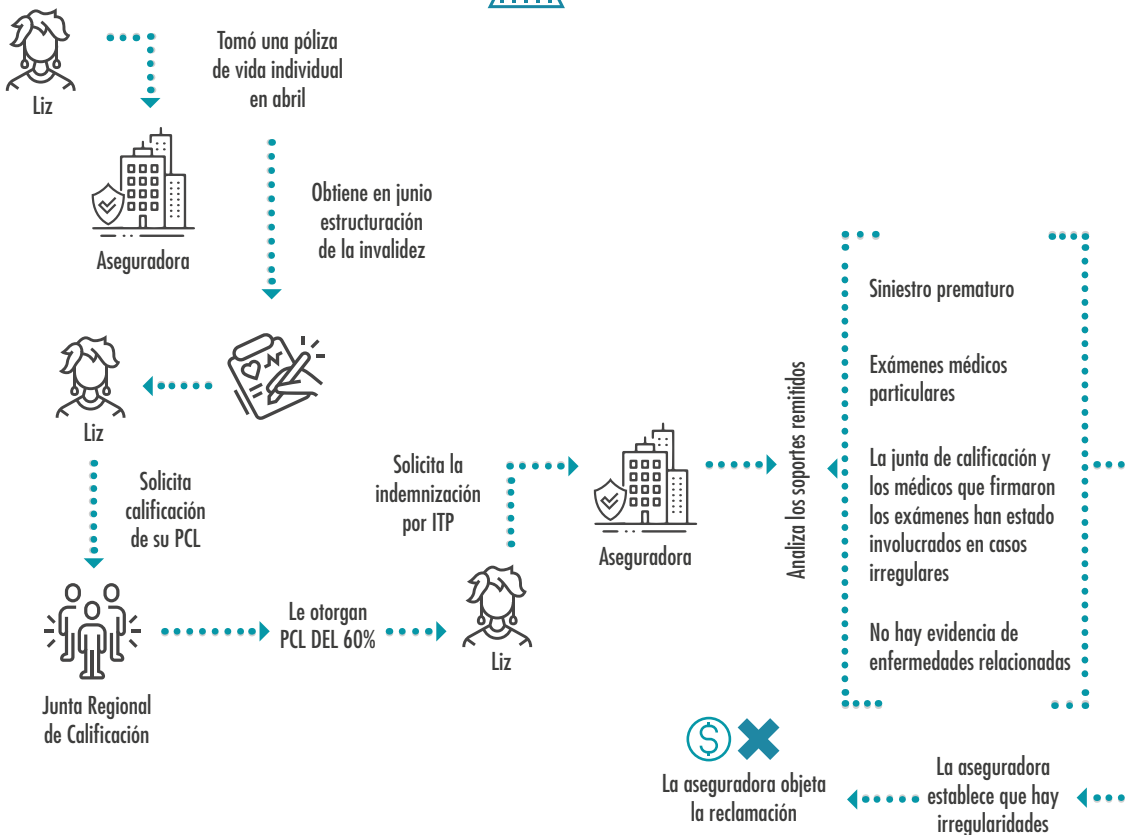 Liz
Tomó una póliza
de vida individual
en abril
Aseguradora
Obtiene en junio
estructuración
de la invalidez
Liz
Solicita
calificación
de su PCL
Junta Regional
de Calificación
Le otorgan
PCL DEL 60%
Liz
Solicita la
indemnización
por ITP
Aseguradora
Analiza los soportes remitidos
Siniestro prematuro
Exámenes médicos
particulares
La junta de calificación y
los médicos que firmaron
los exámenes han estado
involucrados en casos
irregulares
No hay evidencia de
enfermedades relacionadas
La aseguradora
establece que hay
irregularidades
$
La aseguradora objeta
la reclamación